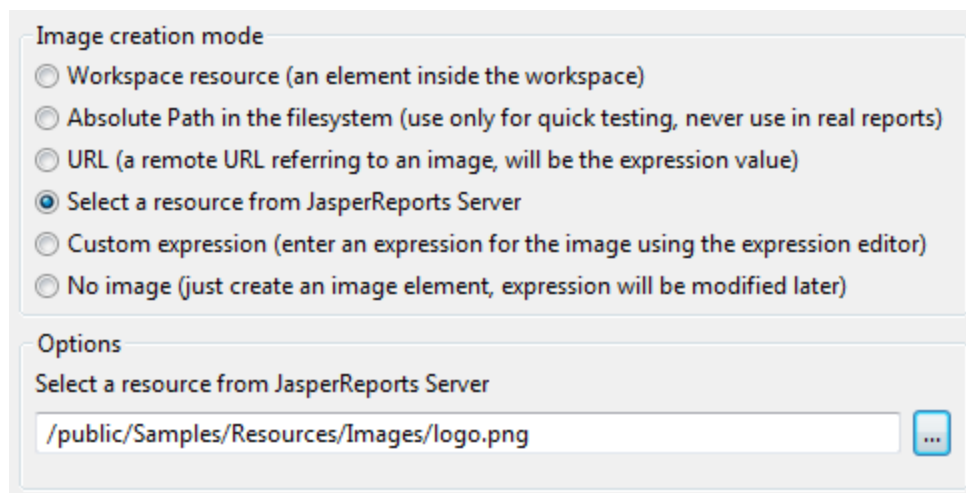 Image creation mode
Workspace resource (an element inside the workspace)
Absolute Path in the filesystem (use only for quick testing, never use in real reports)
URL (a remote URL referring to an image, will be the expression value)
Select a resource from JasperReports Server
Custom expression (enter an expression for the image using the expression editor)
No image (just create an image element, expression will be modified later)
Options
Select a resource from JasperReports Server
/public/Samples/Resources/Images/logo.png
...